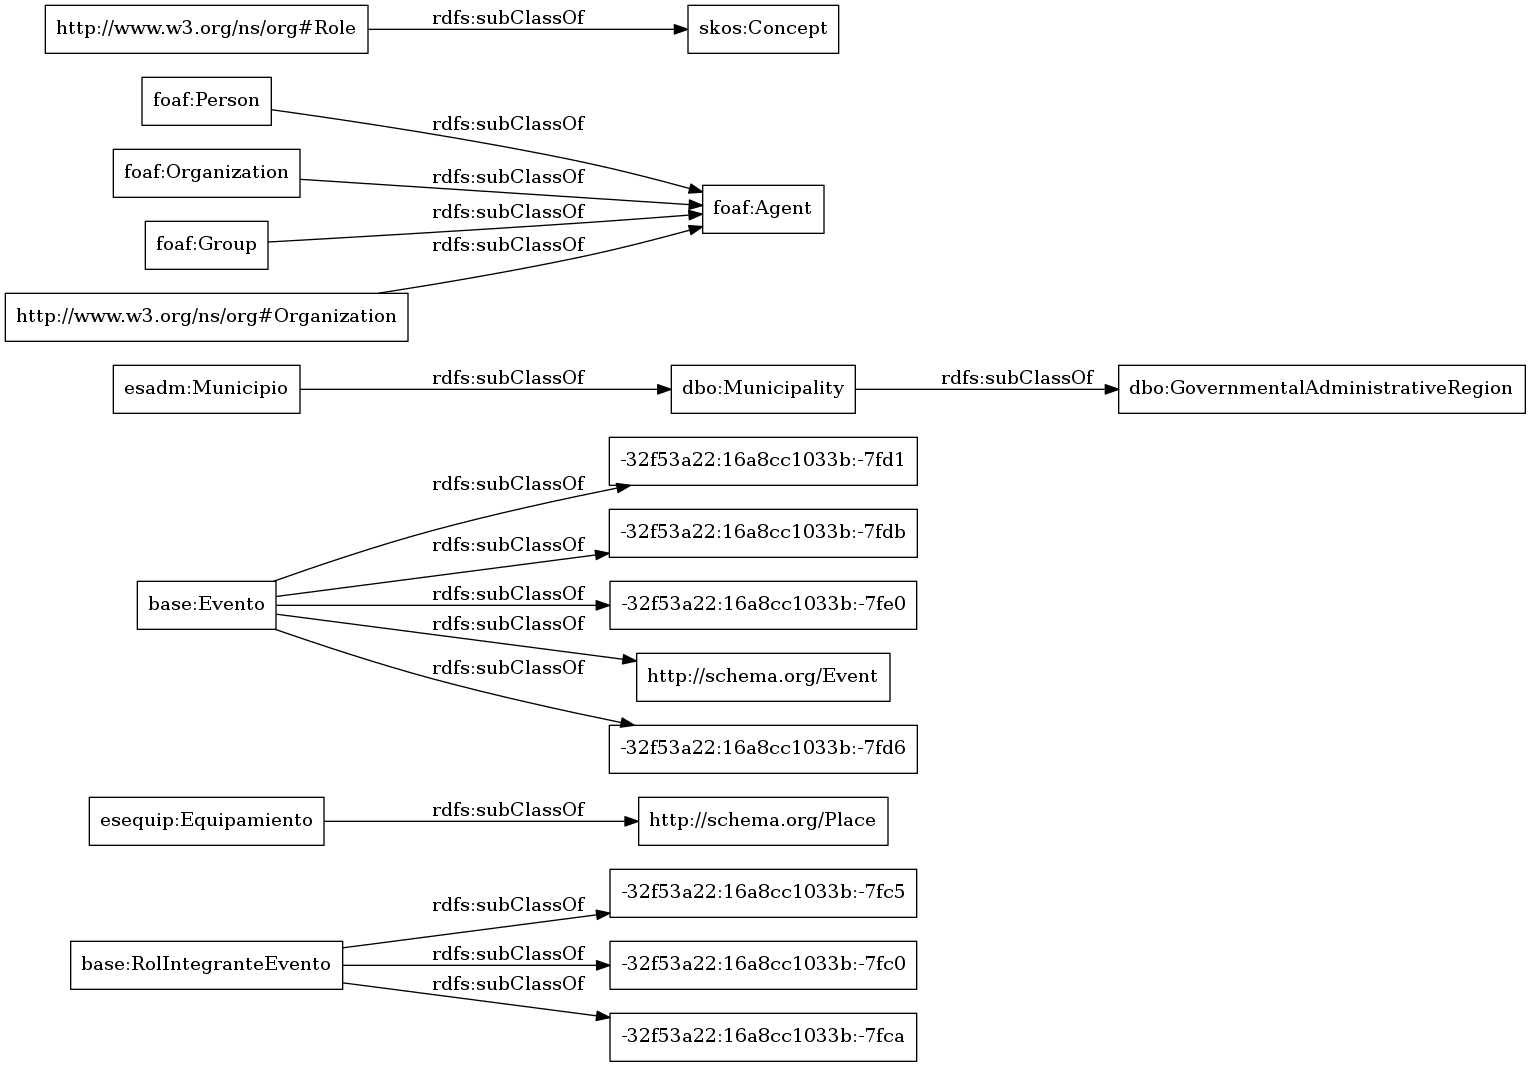 http://www.w3.org/ns/org#Role
rdfs:subClassOf
skos:Concept
foaf:Person
rdfs:subClassOf
foaf:Organization
rdfs:subClassOf
foaf:Agent
foaf:Group
rdfs:subClassOf
rdfs:subClassOf
http://www.w3.org/ns/org#Organization
esadm:Municipio
rdfs:subClassOf
dbo:Municipality
rdfs:subClassOf
dbo:GovernmentalAdministrativeRegion
-32f53a22:16a8cc1033b:-7fd1
rdfs:subClassOf
-32f53a22:16a8cc1033b:-7fdb
rdfs:subClassOf
base:Evento
rdfs:subClassOf
-32f53a22:16a8cc1033b:-7fe0
rdfs:subClassOf
http://schema.org/Event
rdfs:subClassOf
-32f53a22:16a8cc1033b:-7fd6
esequip:Equipamiento
rdfs:subClassOf
http://schema.org/Place
-32f53a22:16a8cc1033b:-7fc5
rdfs:subClassOf
base:RolIntegranteEvento
rdfs:subClassOf
-32f53a22:16a8cc1033b:-7fc0
rdfs:subClassOf
-32f53a22:16a8cc1033b:-7fca